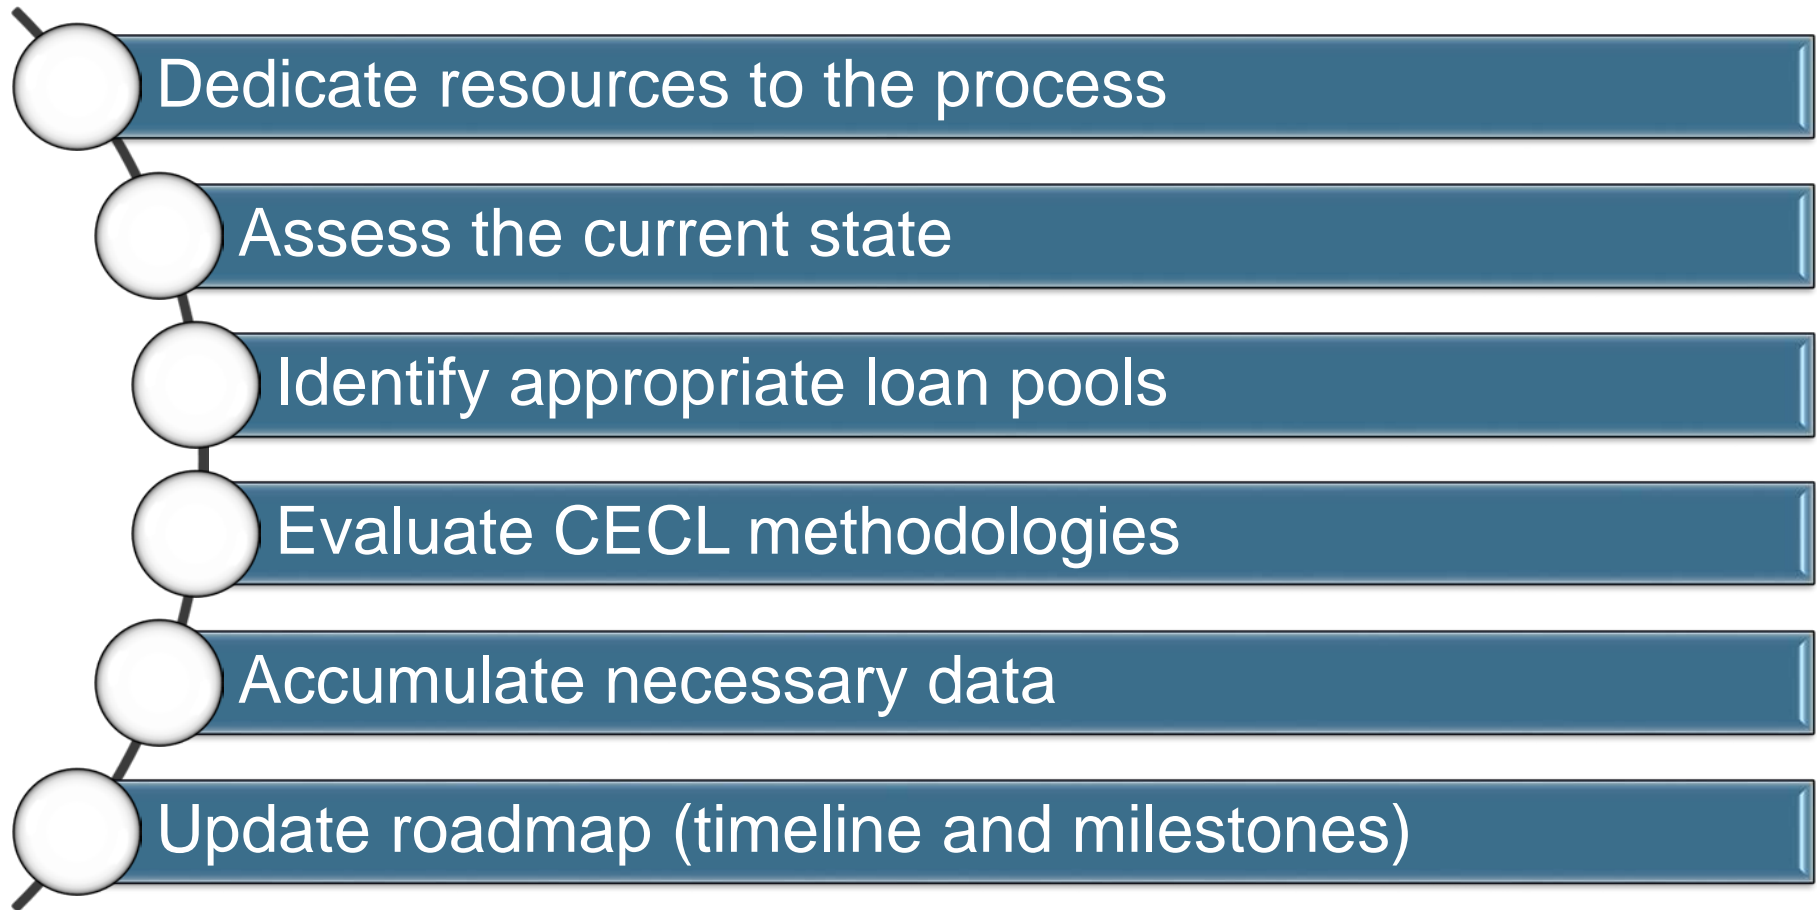 Dedicate resources to the process
Assess the current state
Identify appropriate loan pools
Evaluate CECL methodologies
Accumulate necessary data
Update roadmap (timeline and milestones)